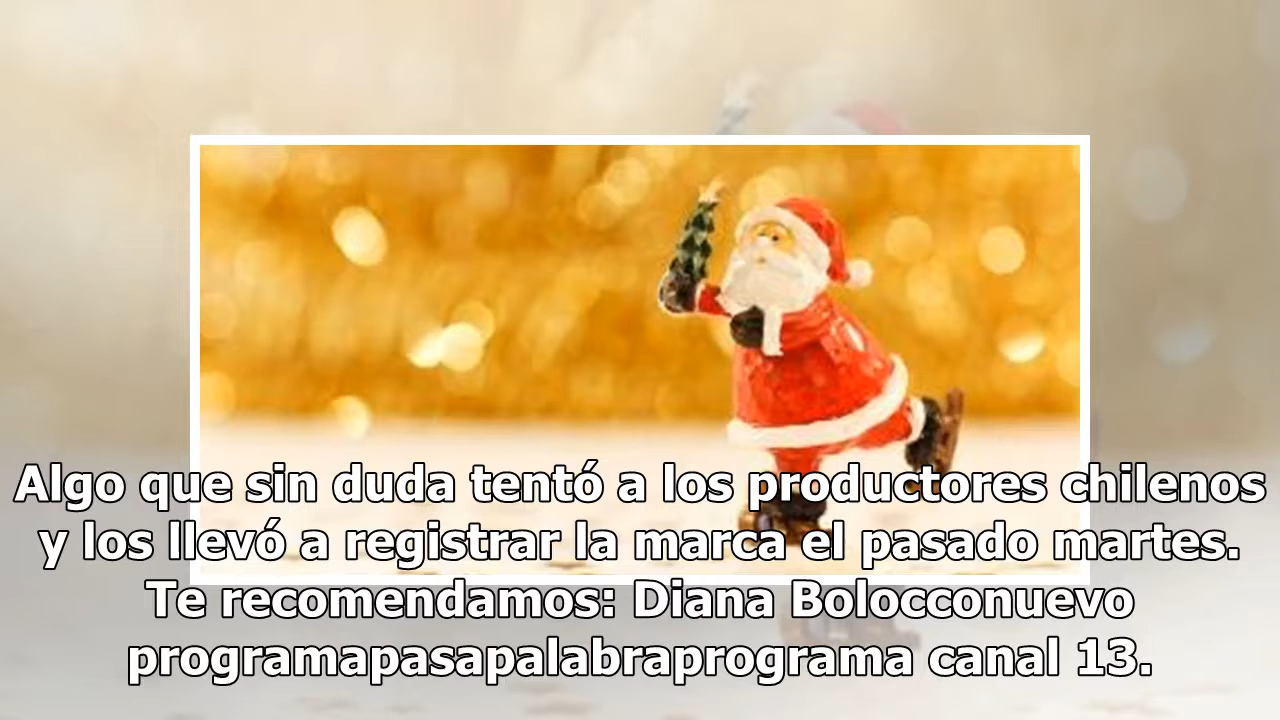 Algo que sin duda tentó a los productores chilenos
y los llevó a registrar la marca el pasado martes.
Te recomendamos: Diana Bolocconuevo
programapasapalabraprograma canal 13.